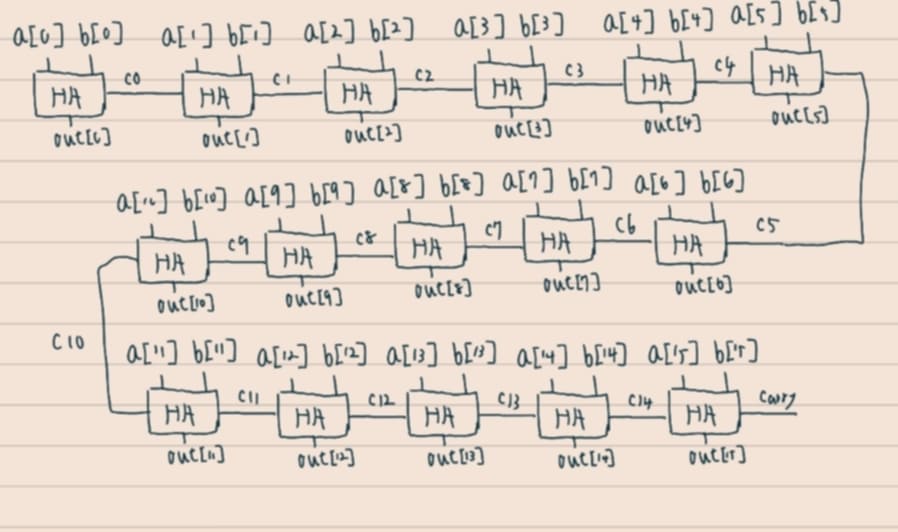 a[0] b[0] a[1] b[1] a[2] b[2] a[3] b[3] a[4] b[4] a[5] b[5]
HA c0 HA c1 HA c2 HA c3 HA c4 HA
out[0] out[1] out[2] out[3] out[4] out[5]
a[10] b[10] a[9] b[9] a[8] b[8] a[7] b[7] a[6] b[6]
HA c9 HA c8 HA c7 HA c6 HA c5
out[10] out[9] out[8] out[7] out[6]
C10
a[11] b[11] a[12] b[12] a[13] b[13] a[14] b[14] a[15] b[15]
HA c11 HA c12 HA c13 HA c14 HA carry
out[11] out[12] out[13] out[14] out[15]